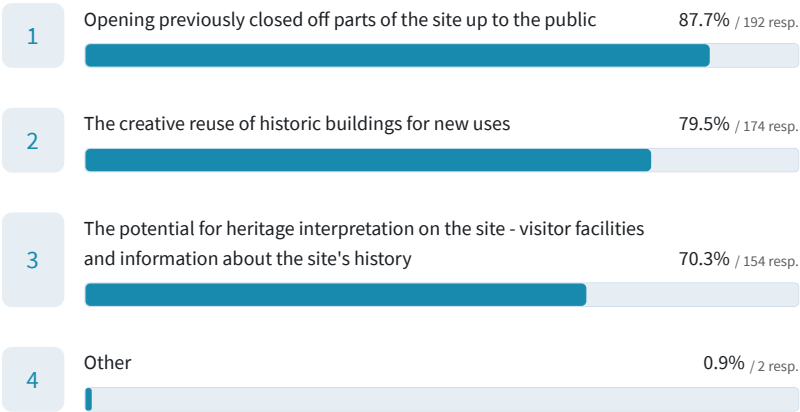 1
Opening previously closed off parts of the site up to the public 87.7% / 192 resp.
2
The creative reuse of historic buildings for new uses 79.5% / 174 resp.
3
The potential for heritage interpretation on the site - visitor facilities
and information about the site's history 70.3% / 154 resp.
4
Other 0.9% / 2 resp.